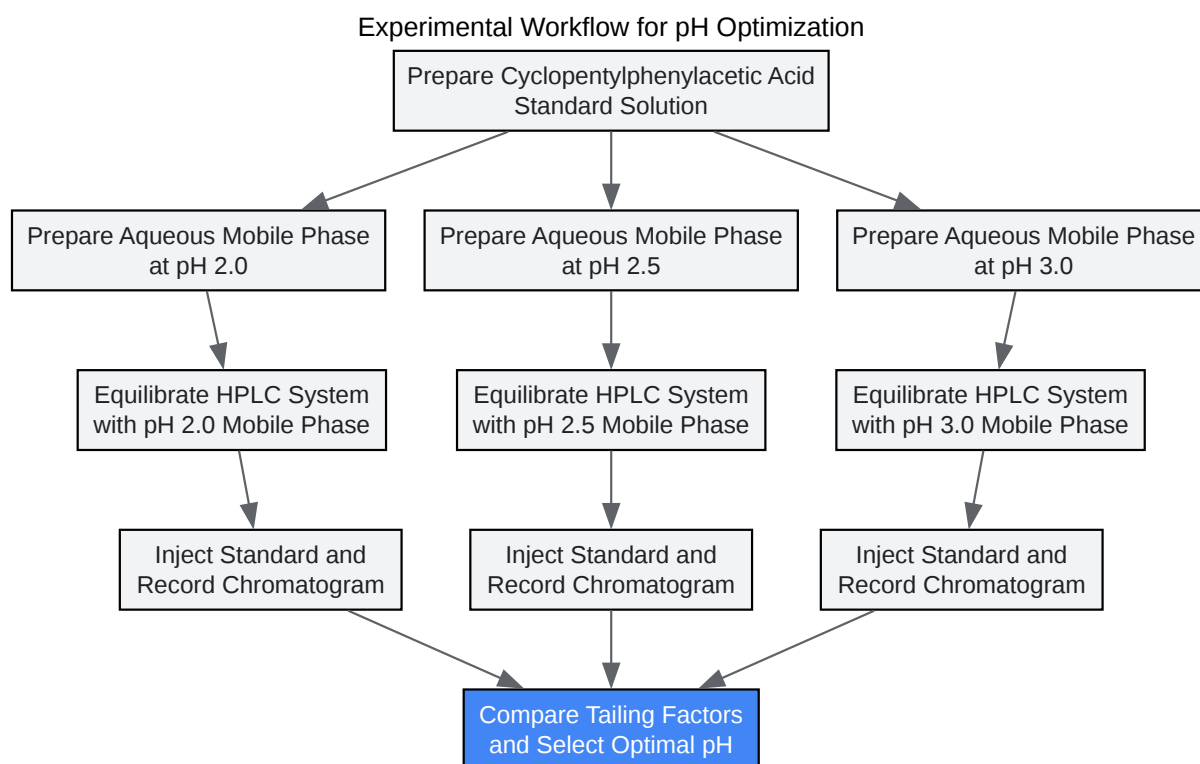 Experimental Workflow for pH Optimization
Prepare Cyclopentylphenylacetic Acid
Standard Solution
Prepare Aqueous Mobile Phase
at pH 2.0
Prepare Aqueous Mobile Phase
at pH 2.5
Prepare Aqueous Mobile Phase
at pH 3.0
Equilibrate HPLC System
with pH 2.0 Mobile Phase
Equilibrate HPLC System
with pH 2.5 Mobile Phase
Equilibrate HPLC System
with pH 3.0 Mobile Phase
Inject Standard and
Record Chromatogram
Inject Standard and
Record Chromatogram
Inject Standard and
Record Chromatogram
Compare Tailing Factors
and Select Optimal pH